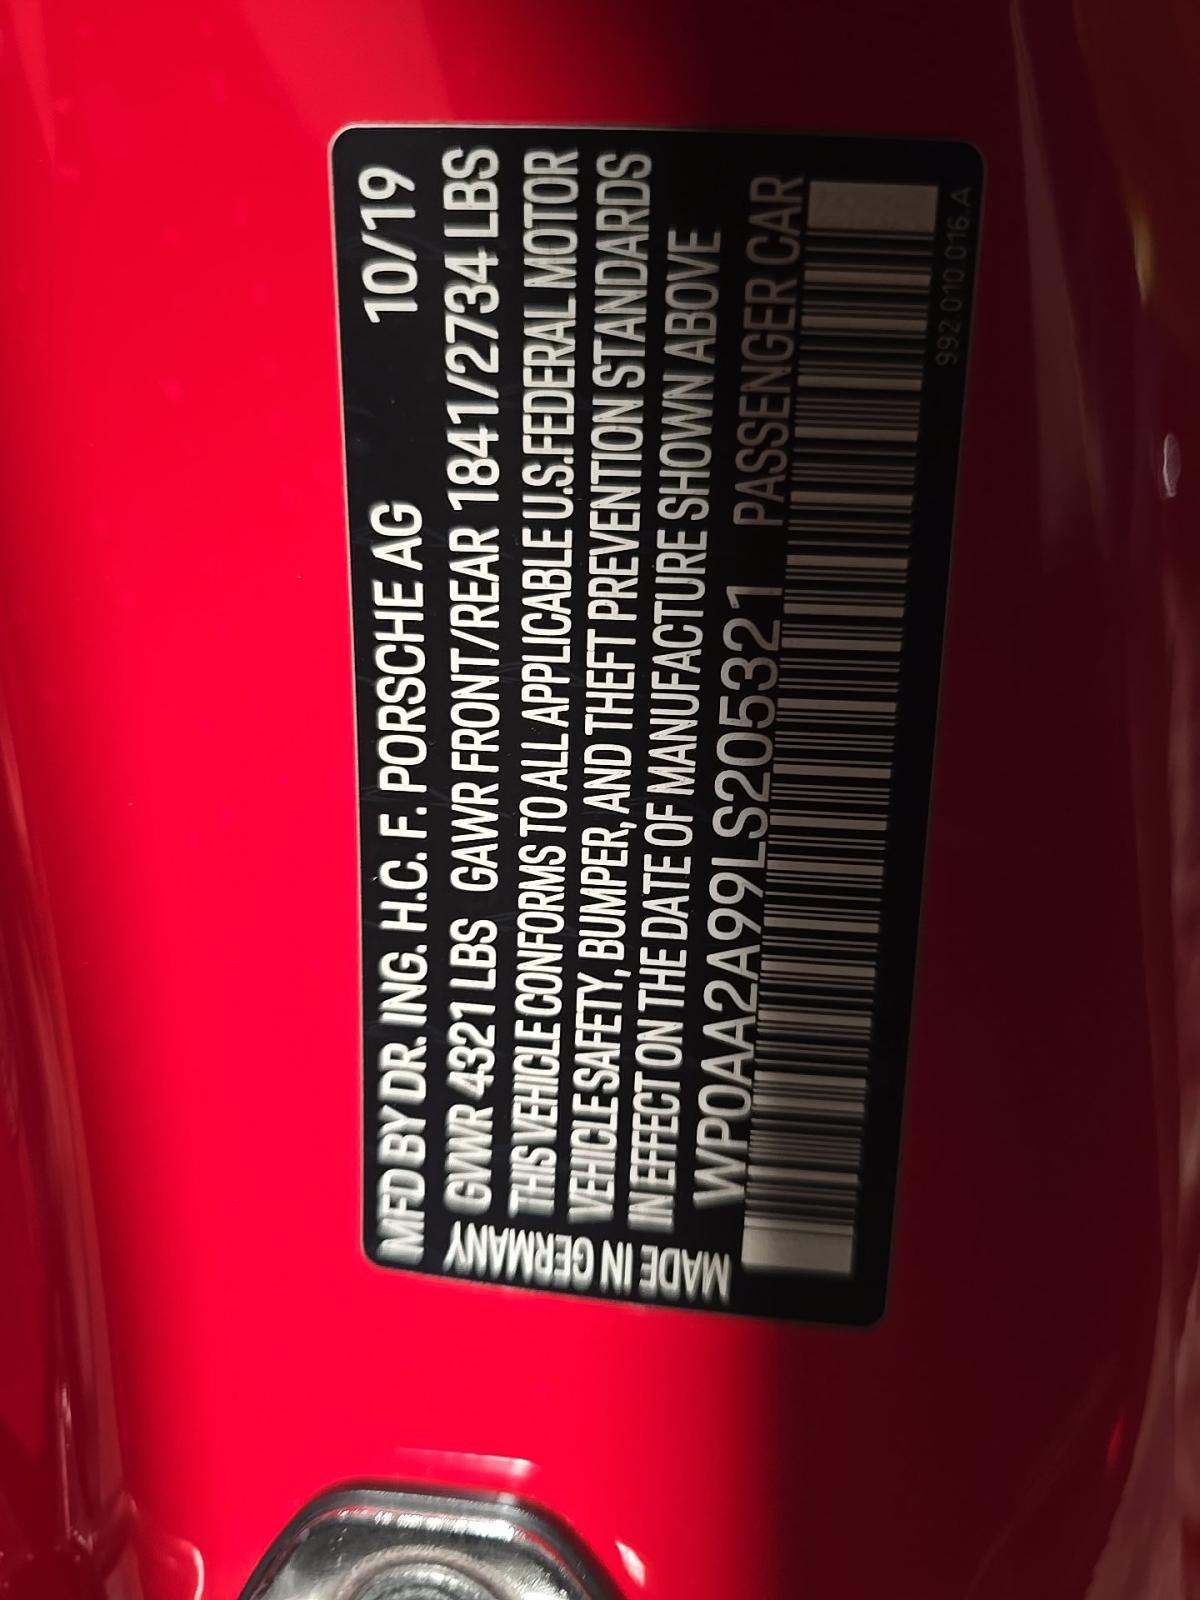 MFD BY DR. ING. H.C. F. PORSCHE AG 10/19
GVWR 4321 LBS GAWR FRONT/REAR 1841/2734 LBS
THIS VEHICLE CONFORMS TO ALL APPLICABLE U.S.FEDERAL MOTOR
VEHICLE SAFETY, BUMPER, AND THEFT PREVENTION STANDARDS
IN EFFECT ON THE DATE OF MANUFACTURE SHOWN ABOVE
WP0AA2A99LS205321 PASSENGER CAR
992 010 016 A
MADE IN GERMANY